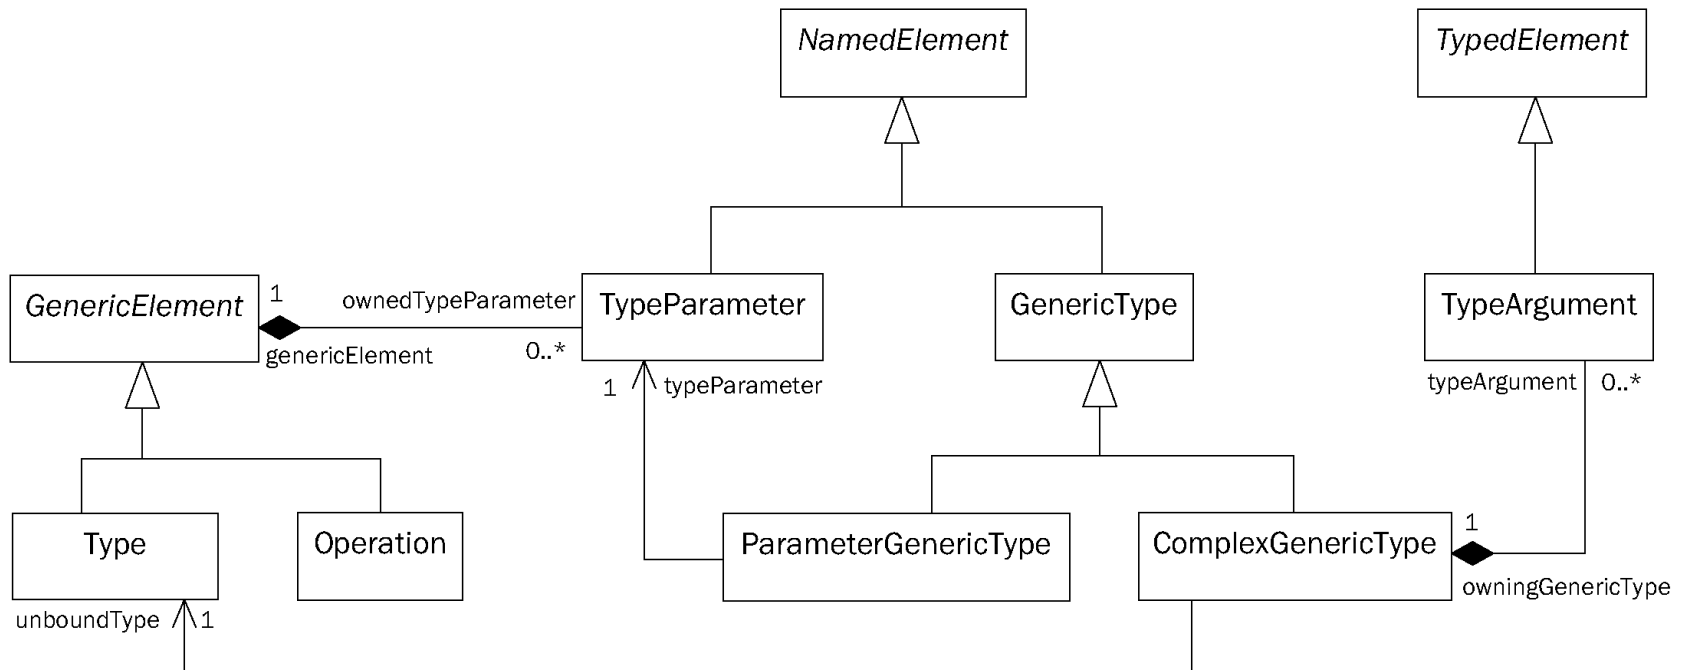 NamedElement
TypedElement
GenericElement
1
ownedTypeParameter
genericElement
0..*
TypeParameter
GenericType
TypeArgument
1
typeParameter
typeArgument
0..*
Type
Operation
ParameterGenericType
ComplexGenericType
1
owningGenericType
unboundType
1